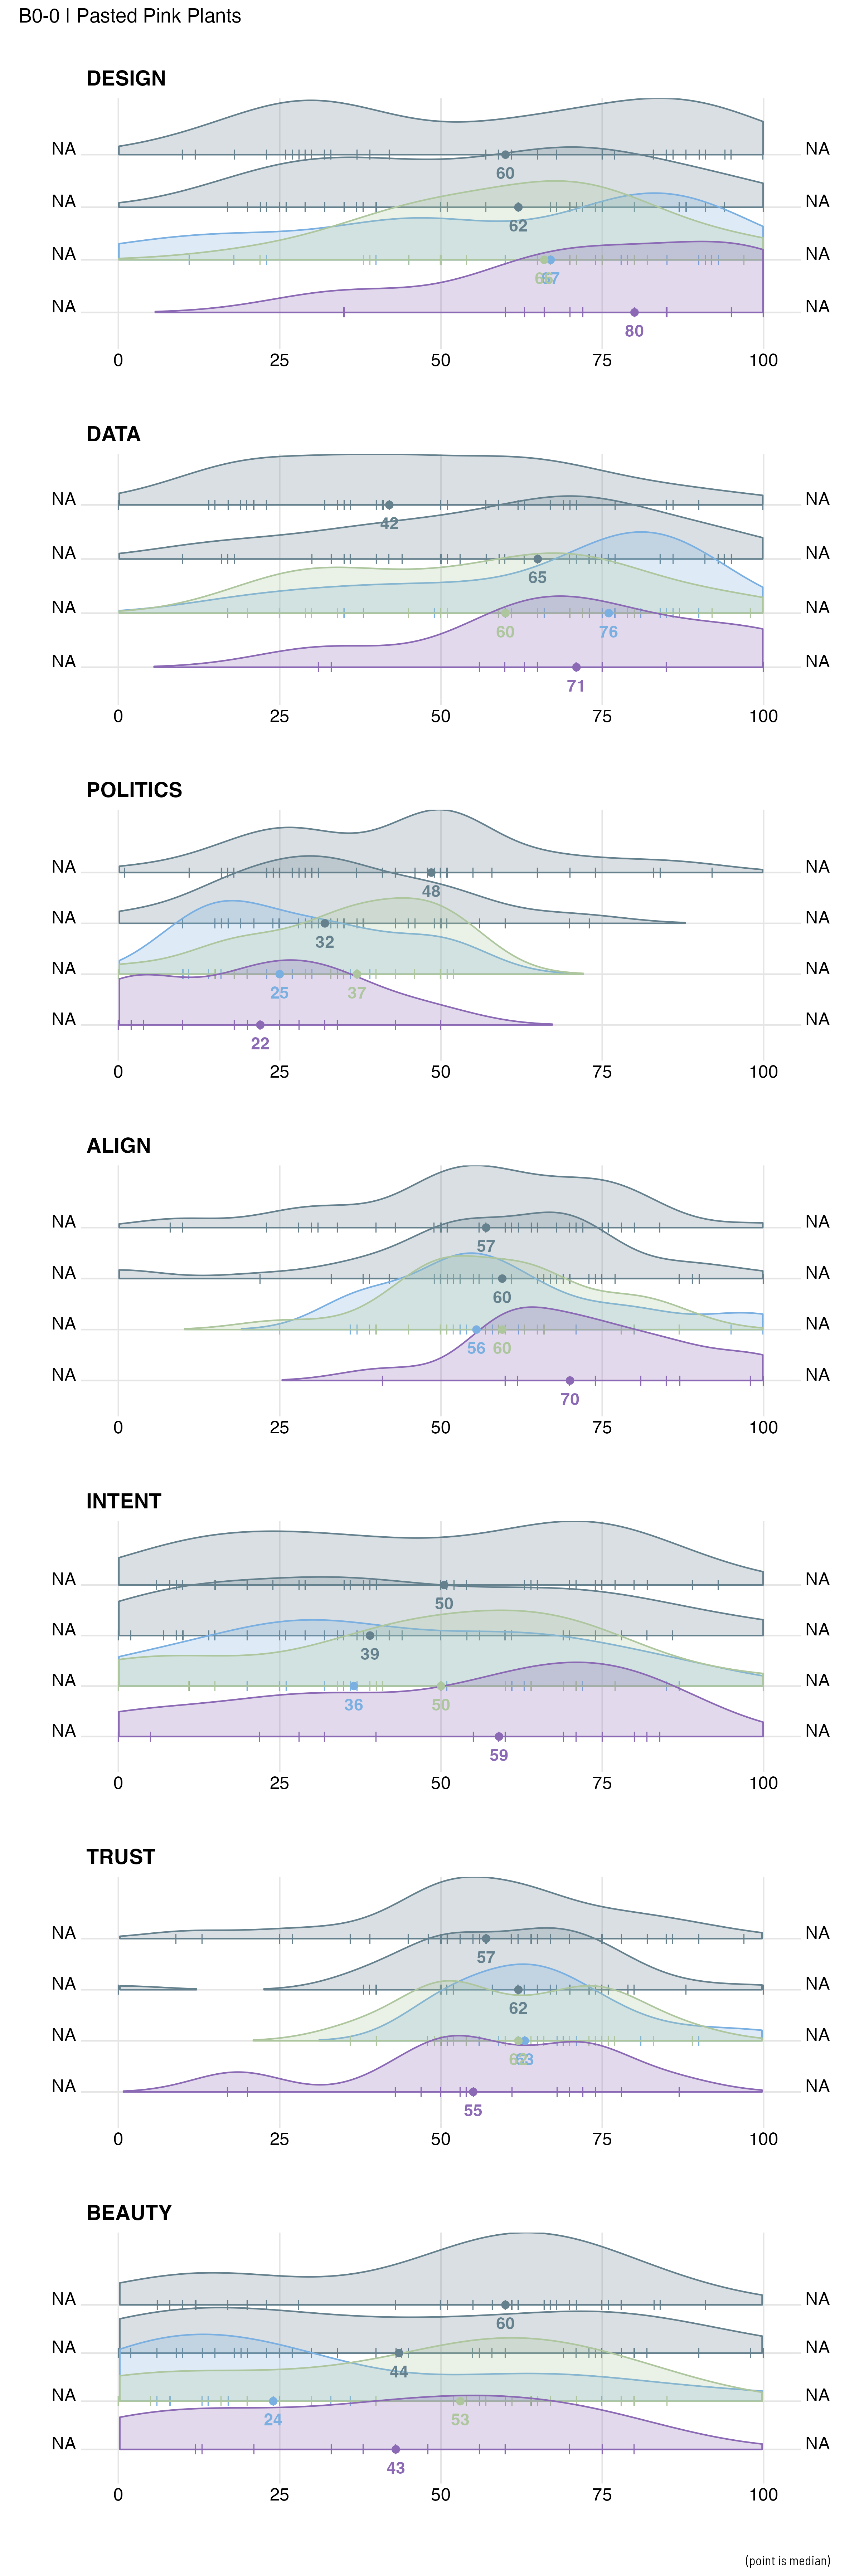 B0-0 | Pasted Pink Plants
DESIGN
NA NA
60
NA NA
62
NA NA
67
NA NA
80
0 25 50 75 100
DATA
NA NA
42
NA NA
65
NA NA
60 76
NA NA
71
0 25 50 75 100
POLITICS
NA NA
48
NA NA
32
NA NA
25 37
NA NA
22
0 25 50 75 100
ALIGN
NA NA
57
NA NA
60
NA NA
56 60
NA NA
70
0 25 50 75 100
INTENT
NA NA
50
NA NA
39
NA NA
36 50
NA NA
59
0 25 50 75 100
TRUST
NA NA
57
NA NA
62
NA NA
63
NA NA
55
0 25 50 75 100
BEAUTY
NA NA
60
NA NA
44
NA NA
24 53
NA NA
43
0 25 50 75 100
(point is median)